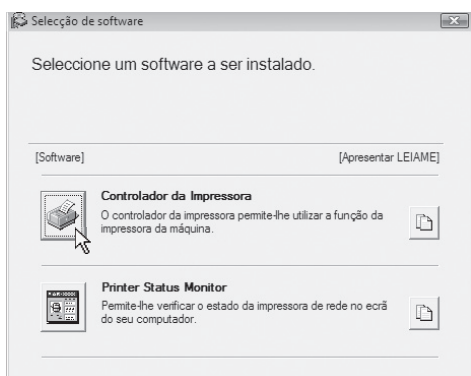 Selecção de software
Seleccione um software a ser instalado.
[Software] [Apresentar LEIAME]
Controlador da Impressora
O controlador da impressora permite-lhe utilizar a função da
impressora da máquina.
Printer Status Monitor
Permite-lhe verificar o estado da impressora de rede no ecrã
do seu computador.